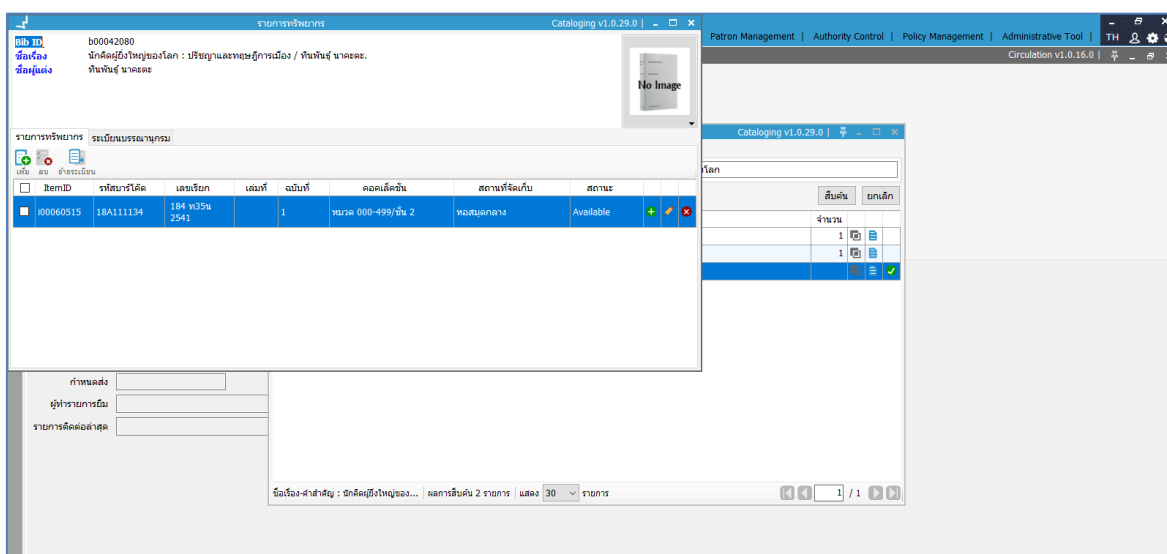 รายการทรัพยากร
Cataloging v1.0.29.0 |
Bib ID b00042080
ชื่อเรื่อง นักคิดผู้ยิ่งใหญ่ของโลก : ปรัชญาและทฤษฎีการเมือง / ทินพันธุ์ นาคะตะ.
ชื่อผู้แต่ง ทินพันธุ์ นาคะตะ
No Image
Patron Management | Authority Control | Policy Management | Administrative Tool | TH
Circulation v1.0.16.0 |
รายการทรัพยากร ระเบียนบรรณานุกรม
เพิ่ม ลบ ย้ายระเบียน
ItemID รหัสบาร์โค้ด เลขเรียก เล่มที่ ฉบับที่ คอลเล็คชั่น สถานที่จัดเก็บ สถานะ
i00060515 18A111134 184 ท35น 2541 1 หมวด 000-499/ชั้น 2 หอสมุดกลาง Available
Cataloging v1.0.29.0 |
โลก
สืบค้น ยกเลิก
จำนวน
1
1
กำหนดส่ง
ผู้ทำรายการยืม
รายการติดต่อล่าสุด
ชื่อเรื่อง-คำสำคัญ : นักคิดผู้ยิ่งใหญ่ของ... ผลการสืบค้น 2 รายการ แสดง 30 รายการ 1 / 1